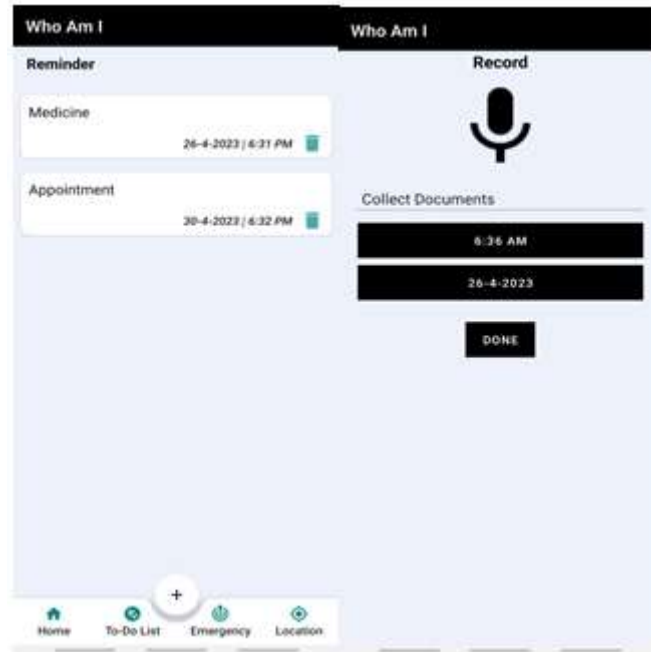 Who Am I
Reminder
Medicine
26-4-2023 | 6:31 PM
Appointment
30-4-2023 | 6:32 PM
+
Home To-Do List Emergency Location
Who Am I
Record
Collect Documents
6:36 AM
26-4-2023
DONE